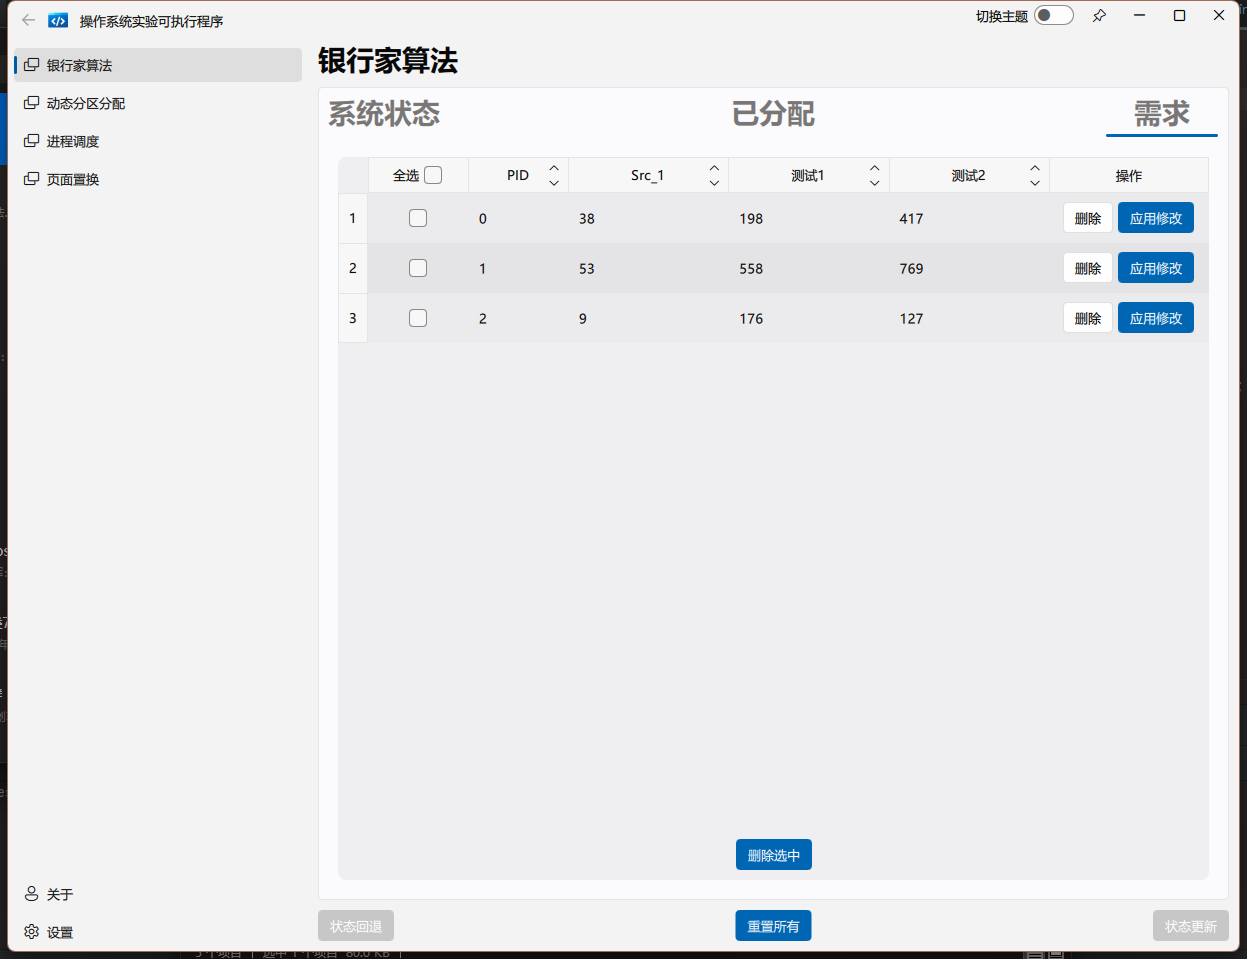 操作系统实验可执行程序
切换主题
银行家算法
动态分区分配
进程调度
页面置换
关于
设置
银行家算法
系统状态 已分配 需求
全选 PID Src_1 测试1 测试2 操作
1 0 38 198 417 删除 应用修改
2 1 53 558 769 删除 应用修改
3 2 9 176 127 删除 应用修改
删除选中
状态回退 重置所有 状态更新